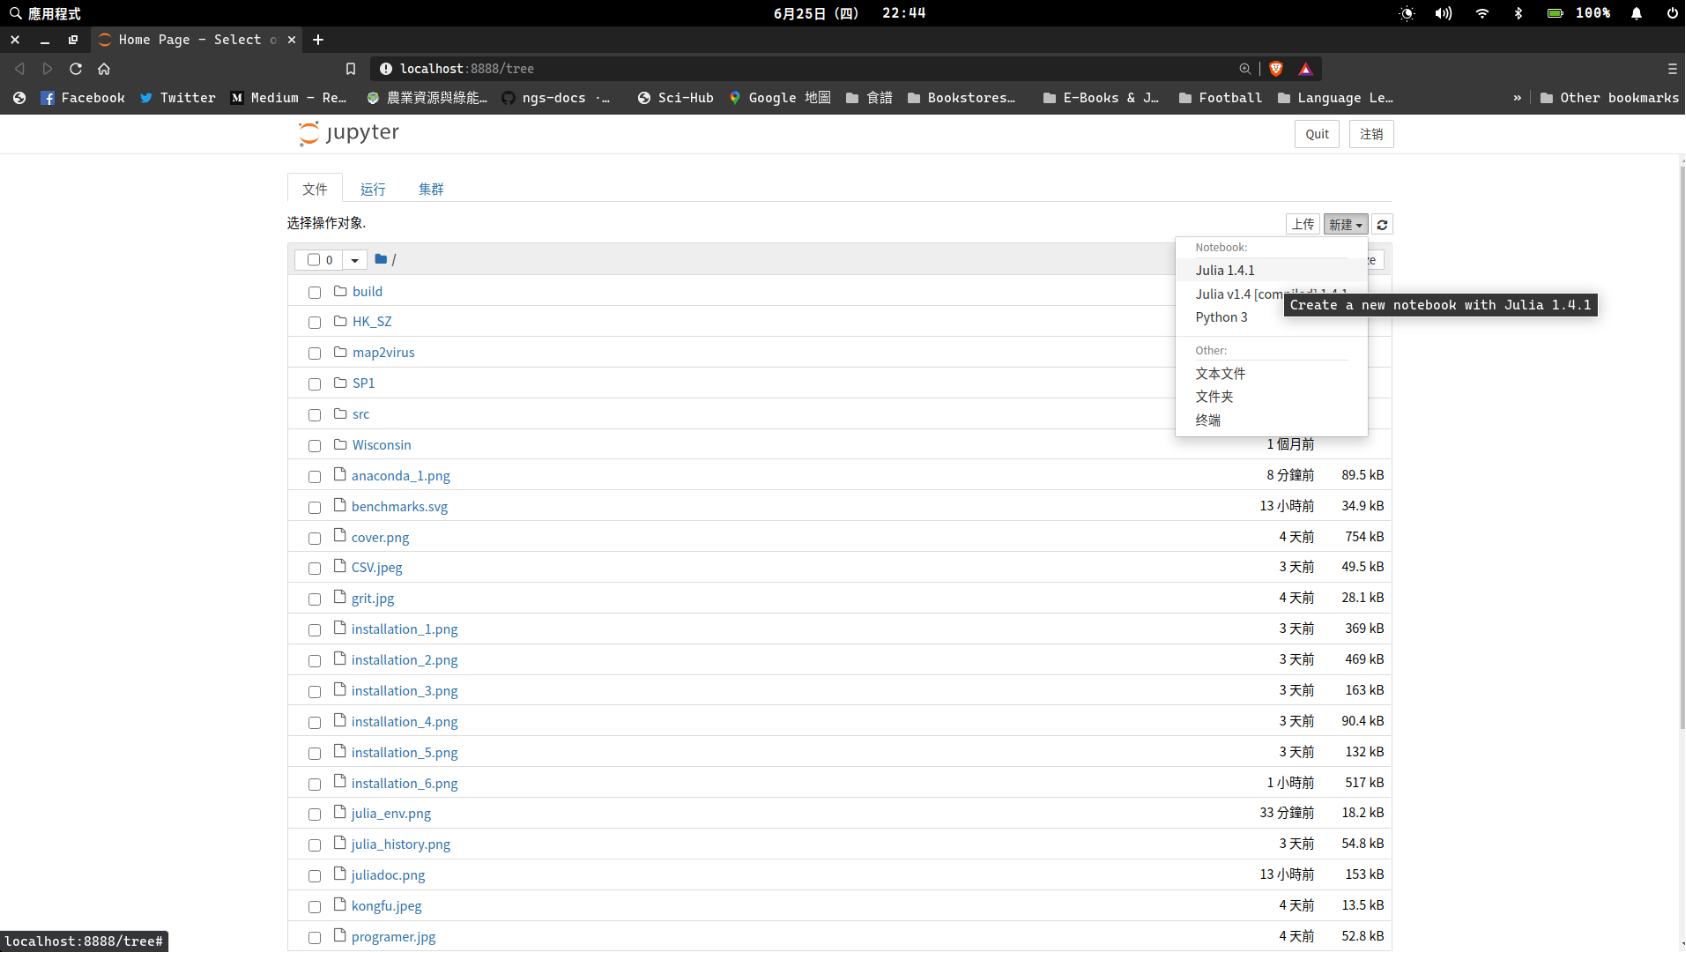 應用程式
6月25日（四） 22:44
100%
Home Page - Select
localhost:8888/tree
Facebook
Twitter
Medium - Re…
農業資源與綠能…
ngs-docs -…
Sci-Hub
Google 地圖
食譜
Bookstores…
E-Books & J…
Football
Language Le…
»
Other bookmarks
jupyter
Quit
注销
文件
运行
集群
选择操作对象.
上传
新建
0
/
Notebook:
Julia 1.4.1
Julia v1.4 [compiled] 1.4.1
Create a new notebook with Julia 1.4.1
Python 3
Other:
文本文件
文件夹
终端
build
HK_SZ
map2virus
SP1
src
Wisconsin 1 個月前
anaconda_1.png 8 分鐘前 89.5 kB
benchmarks.svg 13 小時前 34.9 kB
cover.png 4 天前 754 kB
CSV.jpeg 3 天前 49.5 kB
grit.jpg 4 天前 28.1 kB
installation_1.png 3 天前 369 kB
installation_2.png 3 天前 469 kB
installation_3.png 3 天前 163 kB
installation_4.png 3 天前 90.4 kB
installation_5.png 3 天前 132 kB
installation_6.png 1 小時前 517 kB
julia_env.png 33 分鐘前 18.2 kB
julia_history.png 3 天前 54.8 kB
juliadoc.png 13 小時前 153 kB
kongfu.jpeg 4 天前 13.5 kB
programer.jpg 4 天前 52.8 kB
localhost:8888/tree#